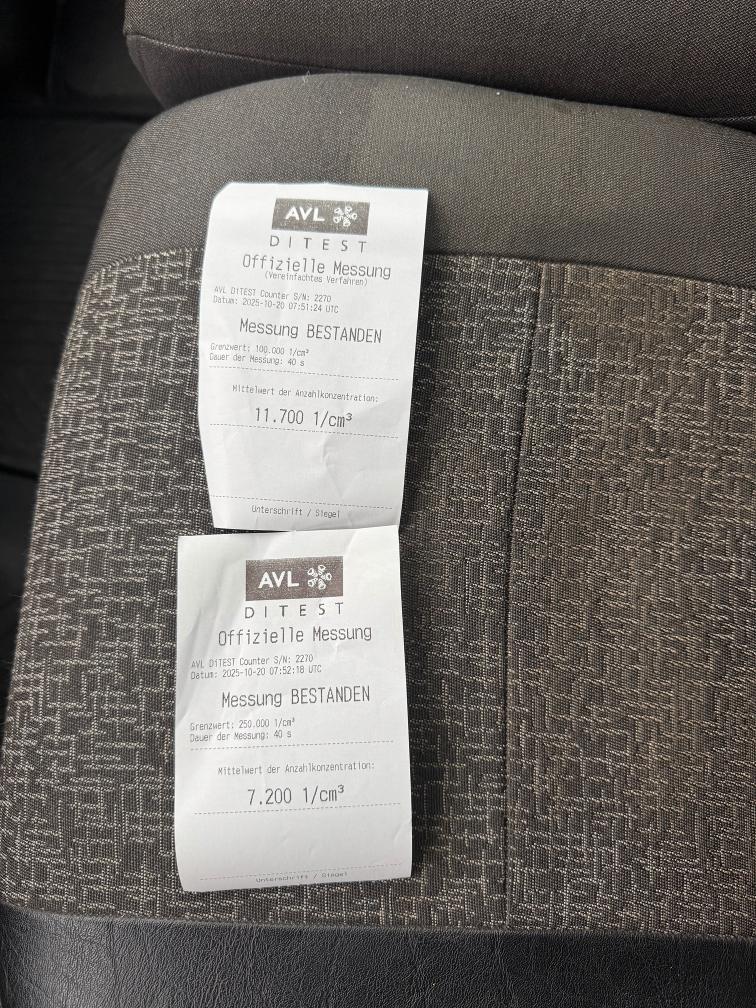 AVL
DITEST
Offizielle Messung
(Vereinfachtes Verfahren)
AVL DiTEST Counter S/N: 2270
Datum: 2025-10-20 07:51:24 UTC
Messung BESTANDEN
Grenzwert: 100.000 1/cm³
Dauer der Messung: 40 s
Mittelwert der Anzahlkonzentration:
11.700 1/cm³
Unterschrift / Siegel
AVL
DITEST
Offizielle Messung
AVL DiTEST Counter S/N: 2270
Datum: 2025-10-20 07:52:18 UTC
Messung BESTANDEN
Grenzwert: 250.000 1/cm³
Dauer der Messung: 40 s
Mittelwert der Anzahlkonzentration:
7.200 1/cm³
Unterschrift / Siegel